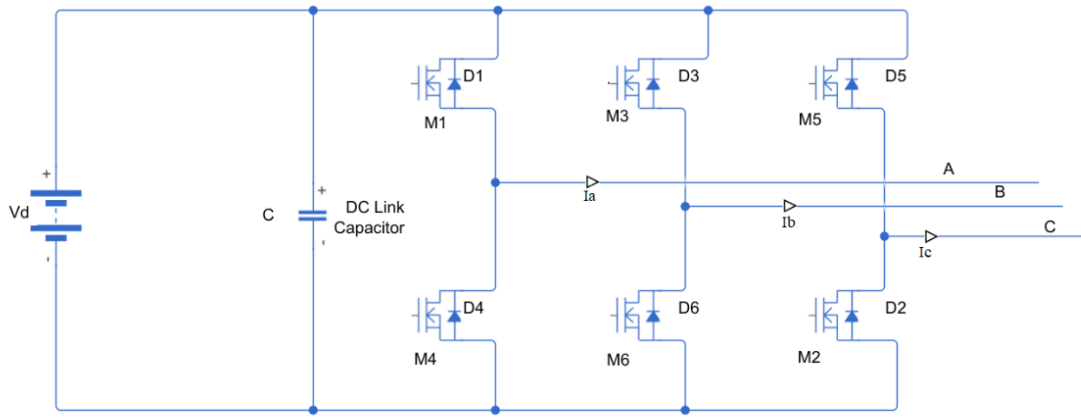 D1
D3
D5
M1
M3
M5
+
A
+
Ia
B
Vd
C
DC Link
Capacitor
Ib
C
-
-
Ic
D4
D6
D2
M4
M6
M2